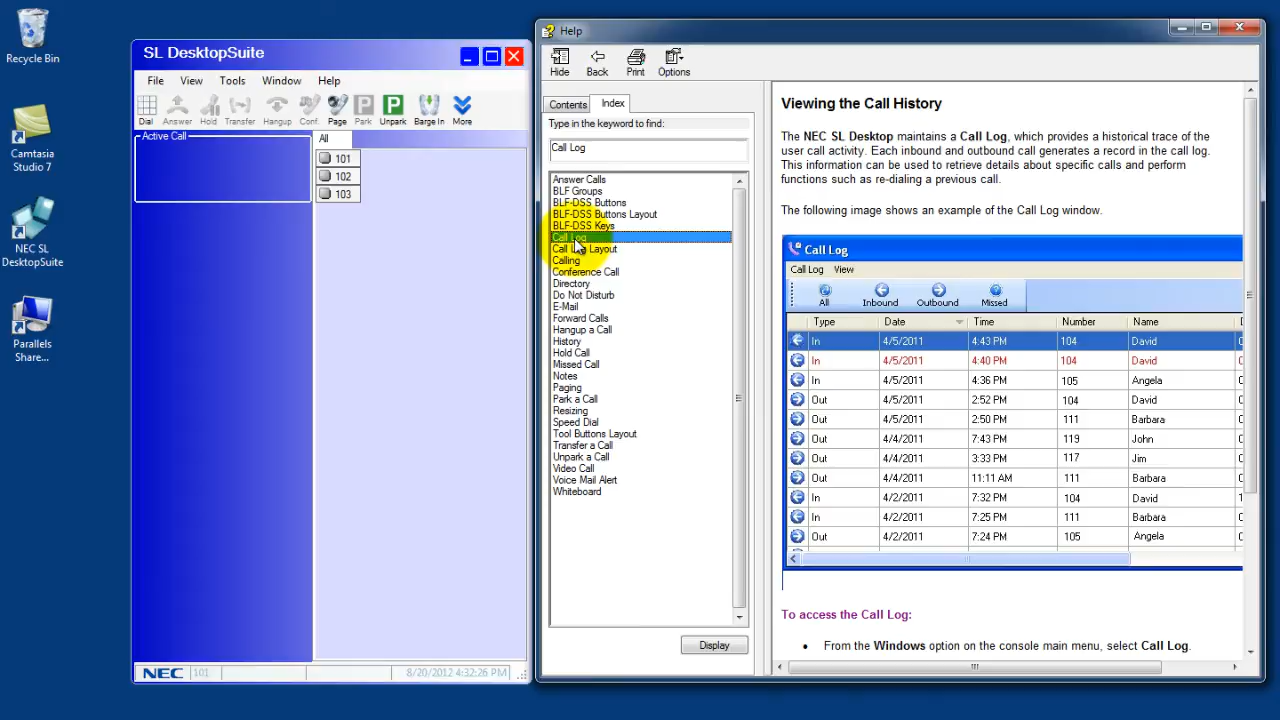 Recycle Bin
Camtasia
Studio 7
NEC SL
DesktopSuite
Parallels
Share...
SL DesktopSuite
File View Tools Window Help
Dial Answer Hold Transfer Hangup Conf. Page Park Unpark Barge In More
Active Call
All
101
102
103
NEC 101 8/20/2012 4:32:26 PM
Help
Hide Back Print Options
Contents Index
Type in the keyword to find:
Call Log
Answer Calls
BLF Groups
BLF-DSS Buttons
BLF-DSS Buttons Layout
BLF-DSS Keys
Call Log
Call Log Layout
Calling
Conference Call
Directory
Do Not Disturb
E-Mail
Forward Calls
Hangup a Call
History
Hold Call
Missed Call
Notes
Paging
Park a Call
Resizing
Speed Dial
Tool Buttons Layout
Transfer a Call
Unpark a Call
Video Call
Voice Mail Alert
Whiteboard
Display
Viewing the Call History
The NEC SL Desktop maintains a Call Log, which provides a historical trace of the
user call activity. Each inbound and outbound call generates a record in the call log.
This information can be used to retrieve details about specific calls and perform
functions such as re-dialing a previous call.
The following image shows an example of the Call Log window.
Call Log
Call Log View
All Inbound Outbound Missed
Type Date Time Number Name
In 4/5/2011 4:43 PM 104 David
In 4/5/2011 4:40 PM 104 David
In 4/5/2011 4:36 PM 105 Angela
Out 4/5/2011 2:52 PM 104 David
Out 4/5/2011 2:50 PM 111 Barbara
Out 4/4/2011 7:43 PM 119 John
Out 4/4/2011 3:33 PM 117 Jim
Out 4/4/2011 11:11 AM 111 Barbara
In 4/2/2011 7:32 PM 104 David
In 4/2/2011 7:25 PM 111 Barbara
Out 4/2/2011 7:24 PM 105 Angela
To access the Call Log:
• From the Windows option on the console main menu, select Call Log.